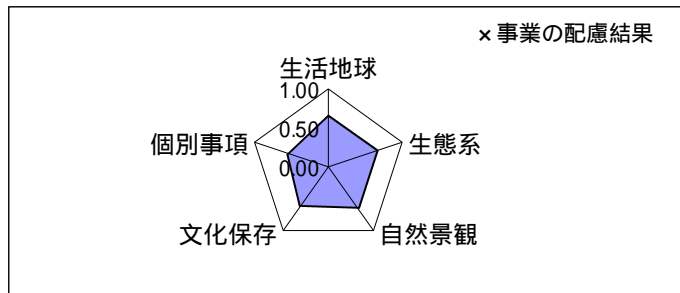 ×事業の配慮結果
生活地球
1.00
0.50
0.00
個別事項
生態系
文化保存
自然景観